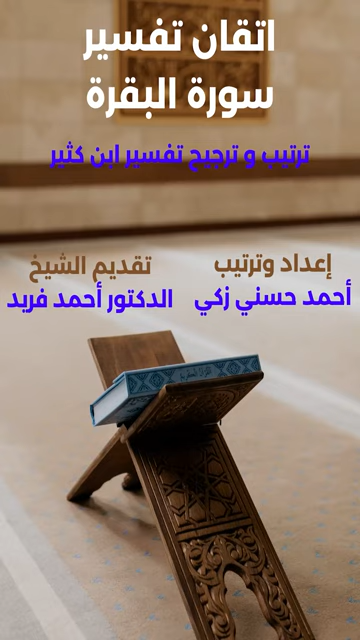 اتقان تفسير
سورة البقرة
ترتيب و ترجيح تفسير ابن كثير
إعداد وترتيب
أحمد حسني زكي
تقديم الشيخ
الدكتور أحمد فريد